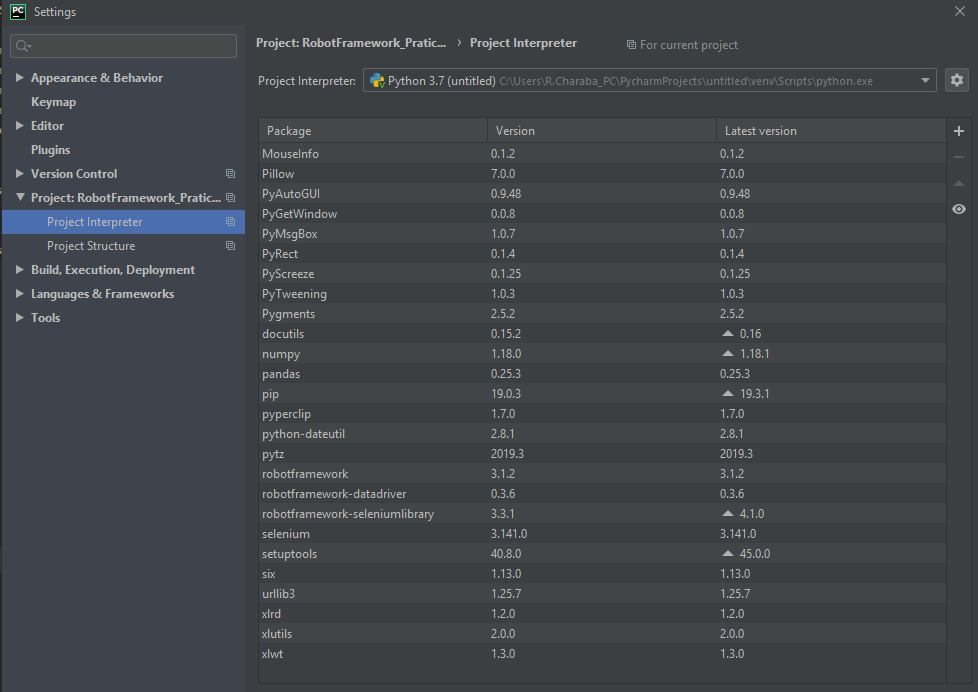 PC Settings
Project: RobotFramework_Pratic... › Project Interpreter For current project
Project Interpreter: Python 3.7 (untitled) C:\Users\R.Charaba_PC\PycharmProjects\untitled\venv\Scripts\python.exe
Appearance & Behavior
Keymap
Editor
Plugins
Version Control
Project: RobotFramework_Pratic...
Project Interpreter
Project Structure
Build, Execution, Deployment
Languages & Frameworks
Tools
Package Version Latest version
MouseInfo 0.1.2 0.1.2
Pillow 7.0.0 7.0.0
PyAutoGUI 0.9.48 0.9.48
PyGetWindow 0.0.8 0.0.8
PyMsgBox 1.0.7 1.0.7
PyRect 0.1.4 0.1.4
PyScreeze 0.1.25 0.1.25
PyTweening 1.0.3 1.0.3
Pygments 2.5.2 2.5.2
docutils 0.15.2 0.16
numpy 1.18.0 1.18.1
pandas 0.25.3 0.25.3
pip 19.0.3 19.3.1
pyperclip 1.7.0 1.7.0
python-dateutil 2.8.1 2.8.1
pytz 2019.3 2019.3
robotframework 3.1.2 3.1.2
robotframework-datadriver 0.3.6 0.3.6
robotframework-seleniumlibrary 3.3.1 4.1.0
selenium 3.141.0 3.141.0
setuptools 40.8.0 45.0.0
six 1.13.0 1.13.0
urllib3 1.25.7 1.25.7
xlrd 1.2.0 1.2.0
xlutils 2.0.0 2.0.0
xlwt 1.3.0 1.3.0